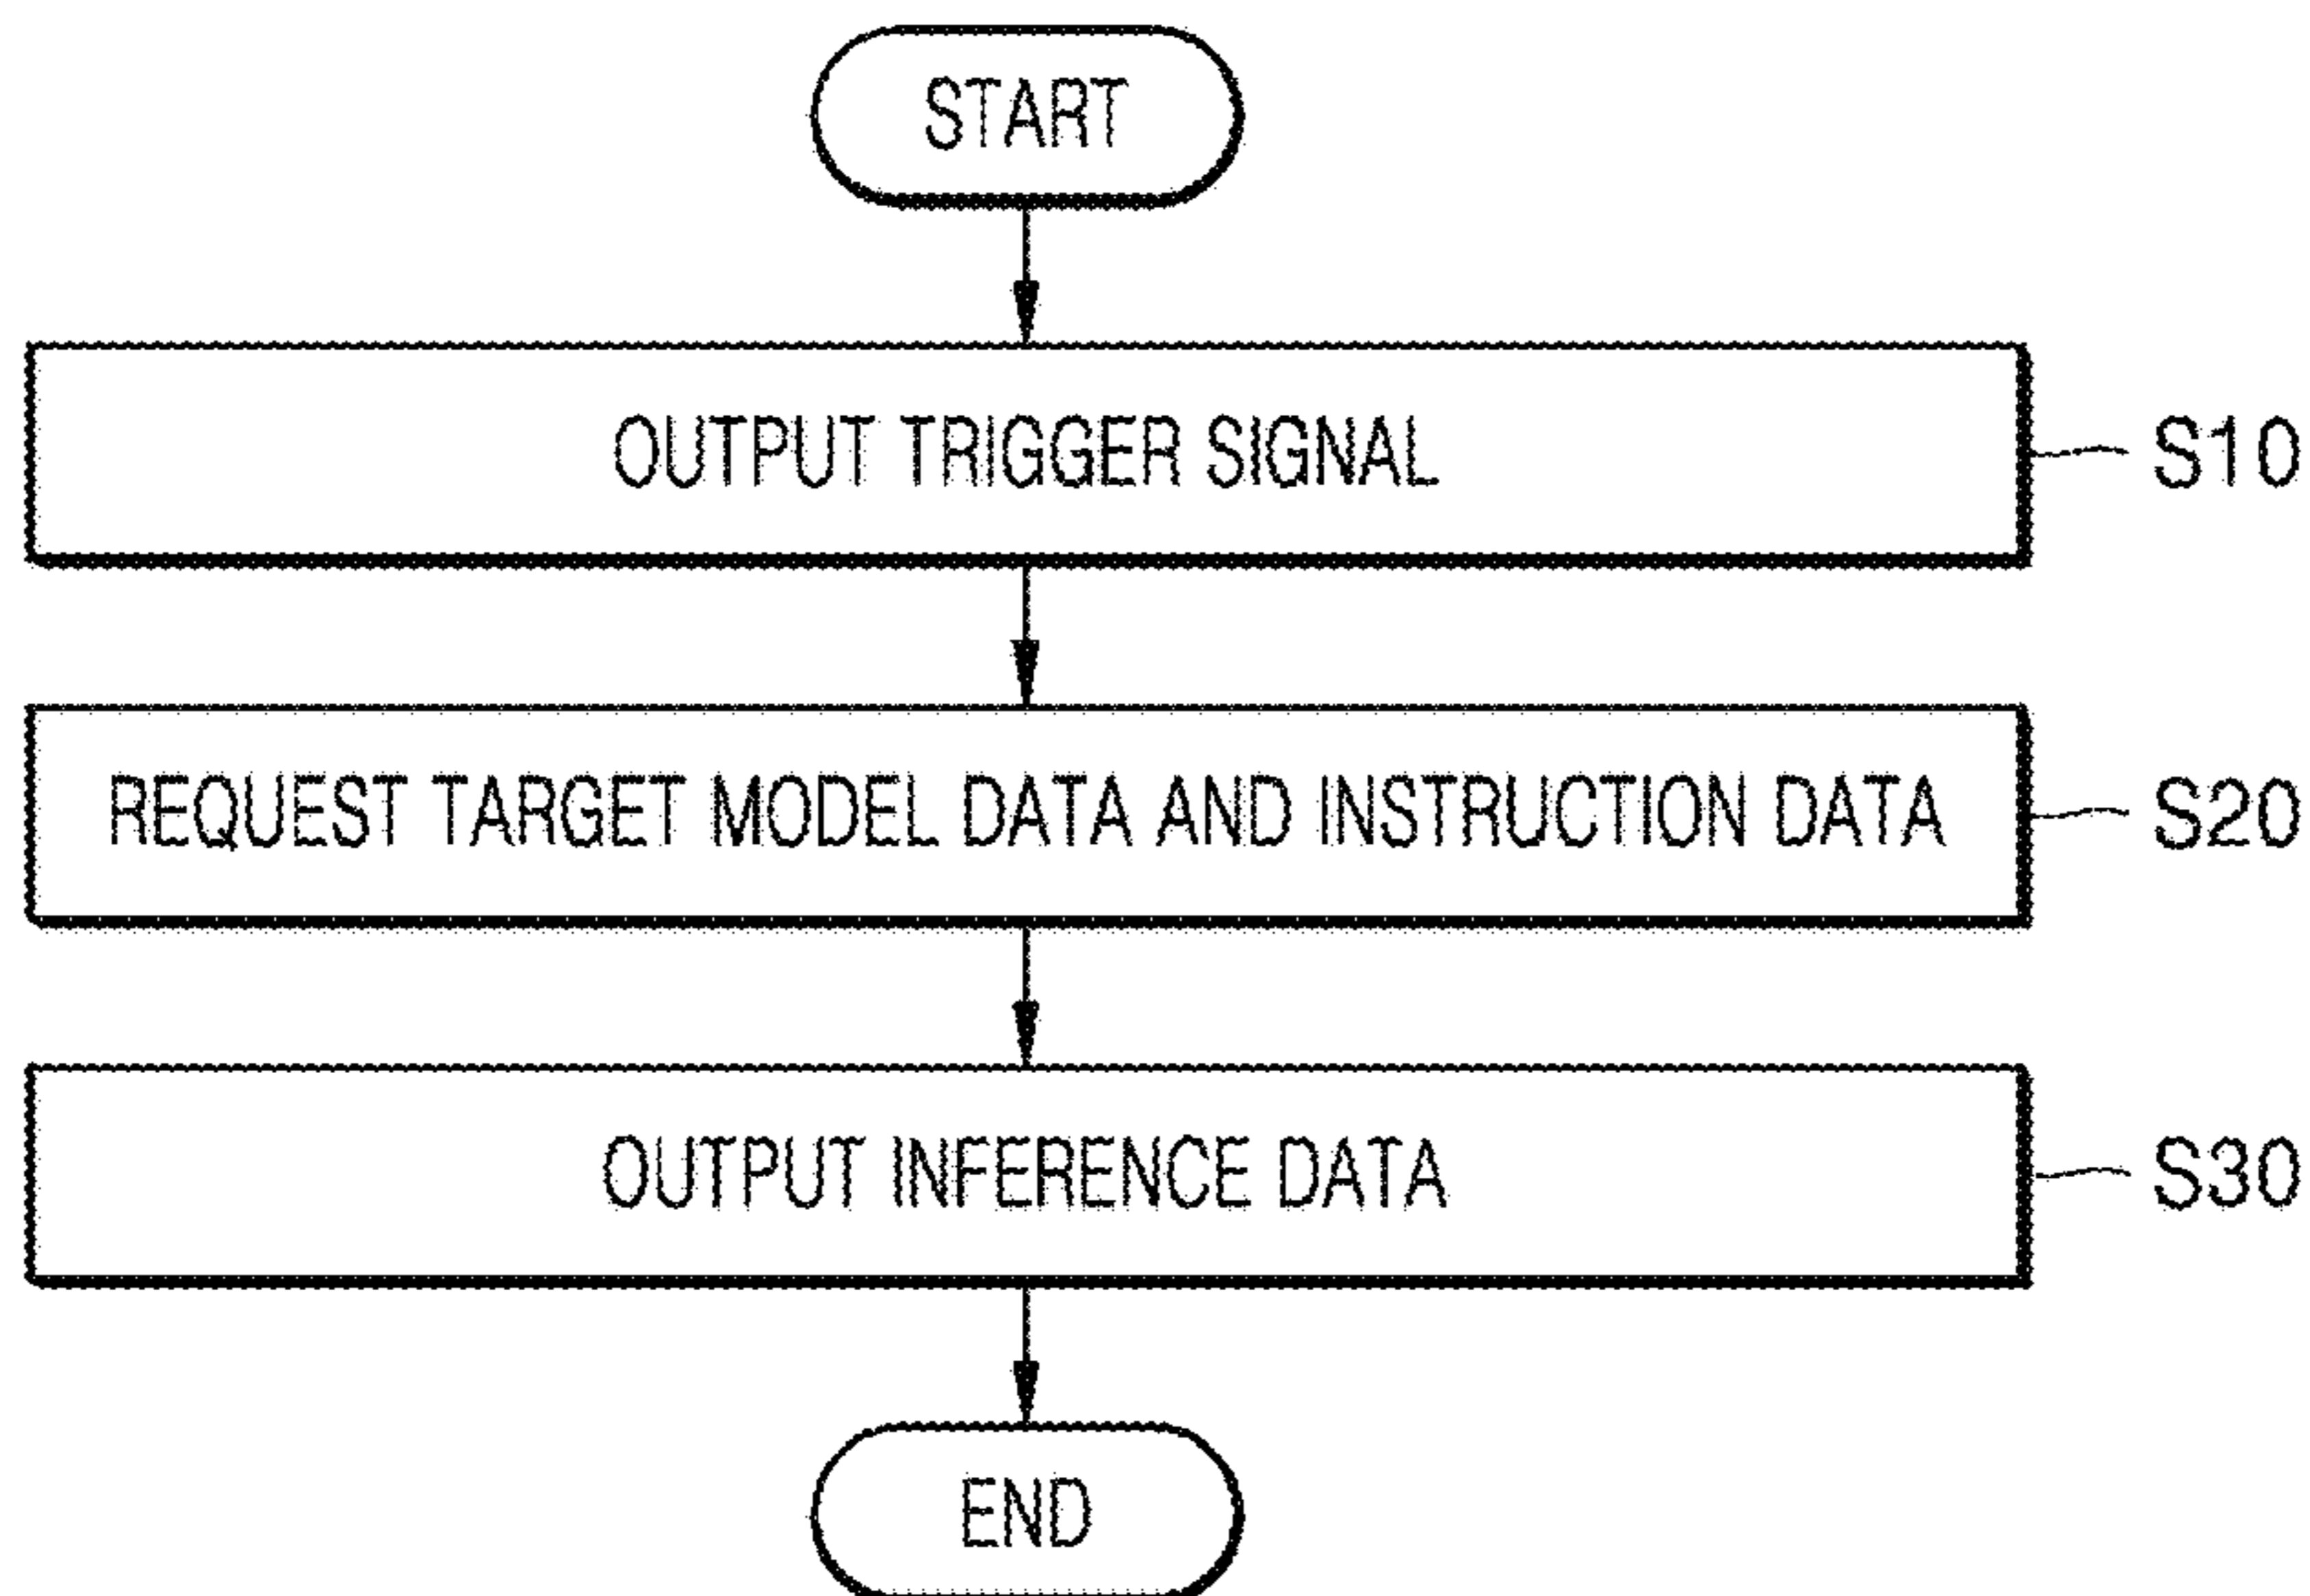 START
OUTPUT TRIGGER SIGNAL
S10
REQUEST TARGET MODEL DATA AND INSTRUCTION DATA
S20
OUTPUT INFERENCE DATA
S30
END